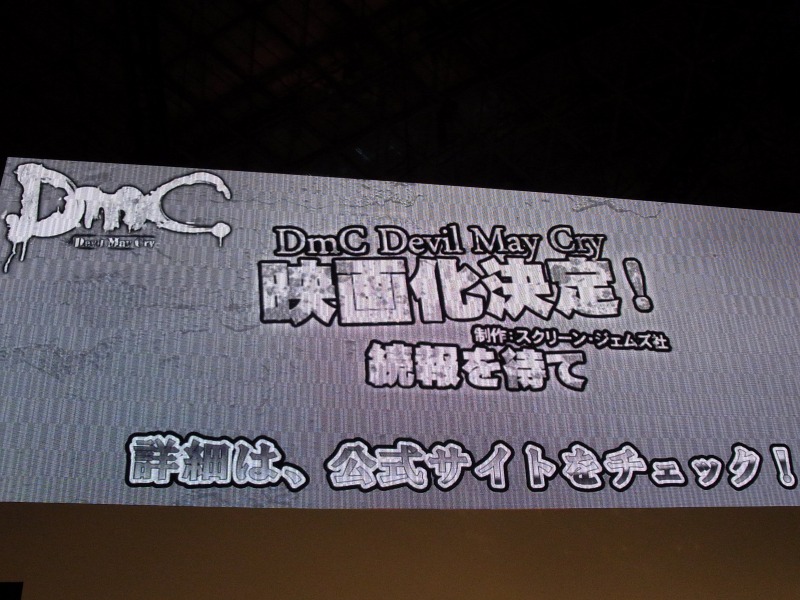 DmC
Devil May Cry
DmC Devil May Cry
映画化決定！
制作：スクリーン・ジェムズ社
続報を待て
詳細は、公式サイトをチェック！